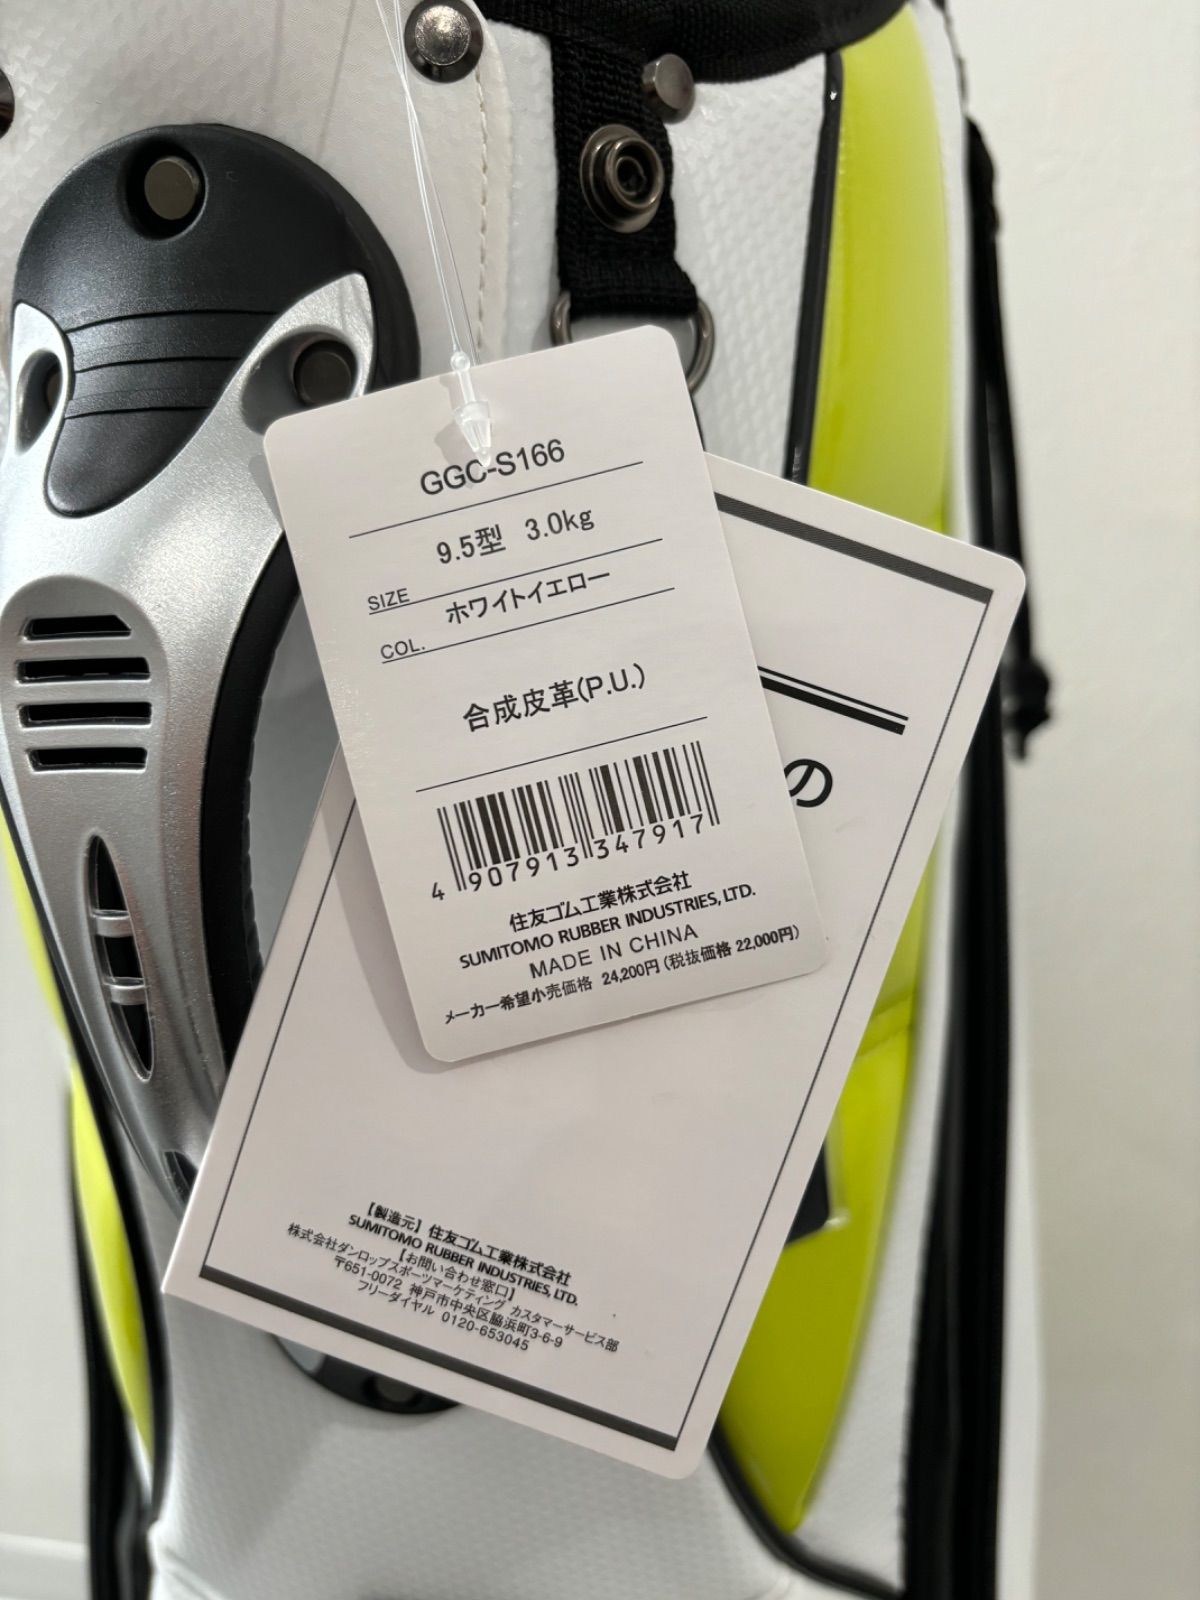 GGC-S166
9.5型 3.0kg
SIZE
ホワイトイエロー
COL.
合成皮革(P.U.)
4 907913 347917
住友ゴム工業株式会社
SUMITOMO RUBBER INDUSTRIES, LTD.
MADE IN CHINA
メーカー希望小売価格 24,200円(税抜価格 22,000円)
の
【製造元】住友ゴム工業株式会社
SUMITOMO RUBBER INDUSTRIES, LTD.
【お問い合わせ窓口】
株式会社ダンロップスポーツマーケティング カスタマーサービス部
〒651-0072 神戸市中央区脇浜町3-6-9
フリーダイヤル 0120-653045